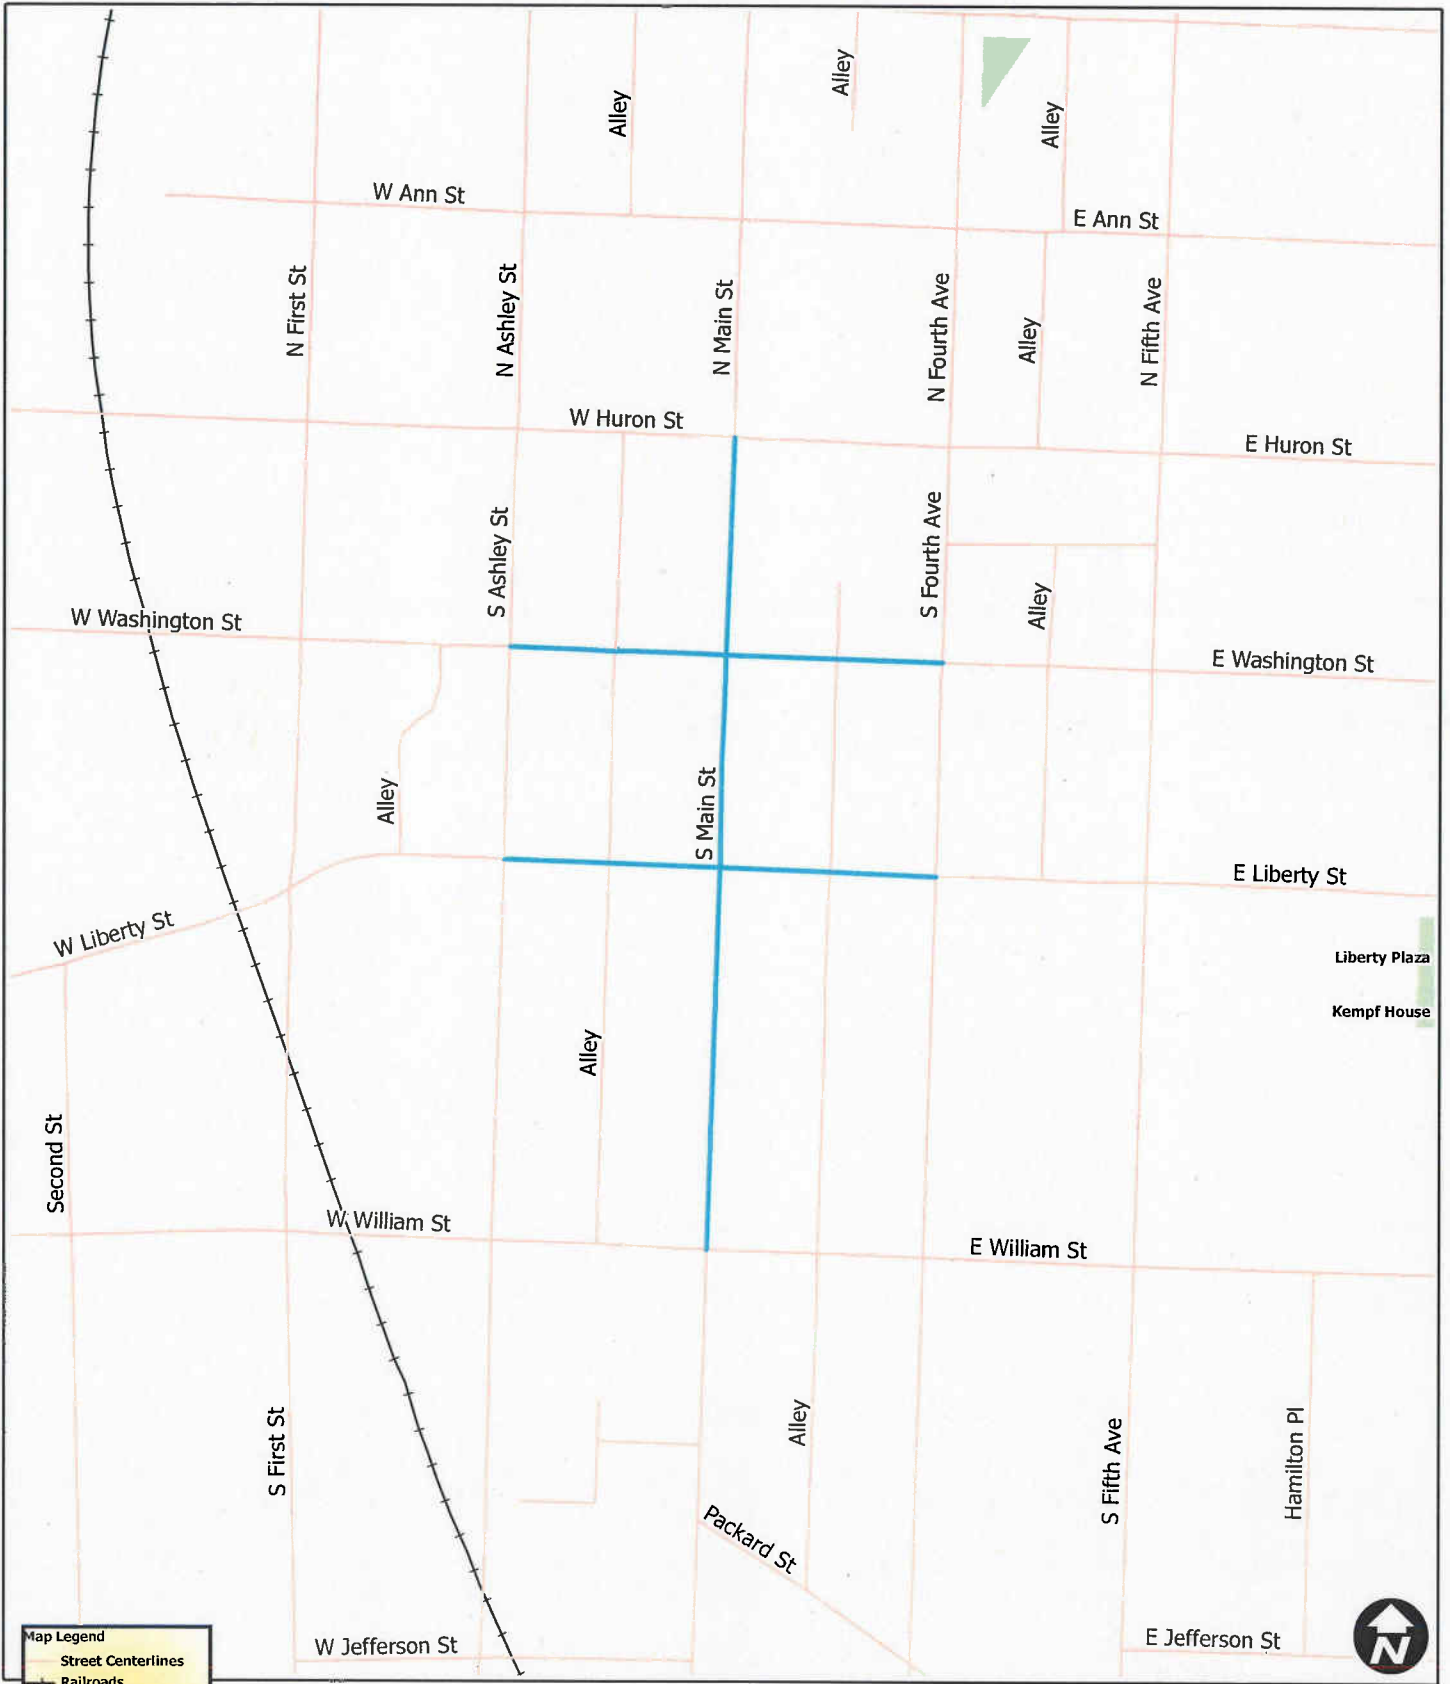 Alley
Alley
Alley
W Ann St
E Ann St
N First St
N Ashley St
N Main St
N Fourth Ave
Alley
N Fifth Ave
W Huron St
E Huron St
S Ashley St
S Fourth Ave
Alley
W Washington St
E Washington St
Alley
S Main St
E Liberty St
W Liberty St
Liberty Plaza
Kempf House
Alley
Second St
W William St
E William St
S First St
Alley
S Fifth Ave
Hamilton Pl
Packard St
W Jefferson St
E Jefferson St
Map Legend
Street Centerlines
Railroads
N